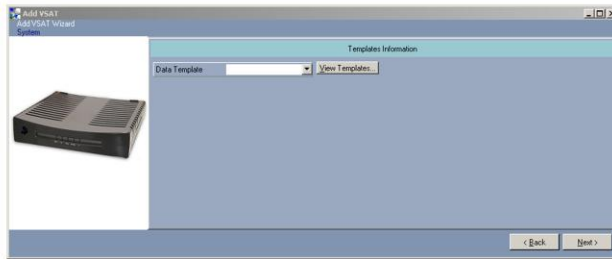 Add VSAT
Add VSAT Wizard
System
Templates Information
Data Template
View Templates...
< Back
Next >